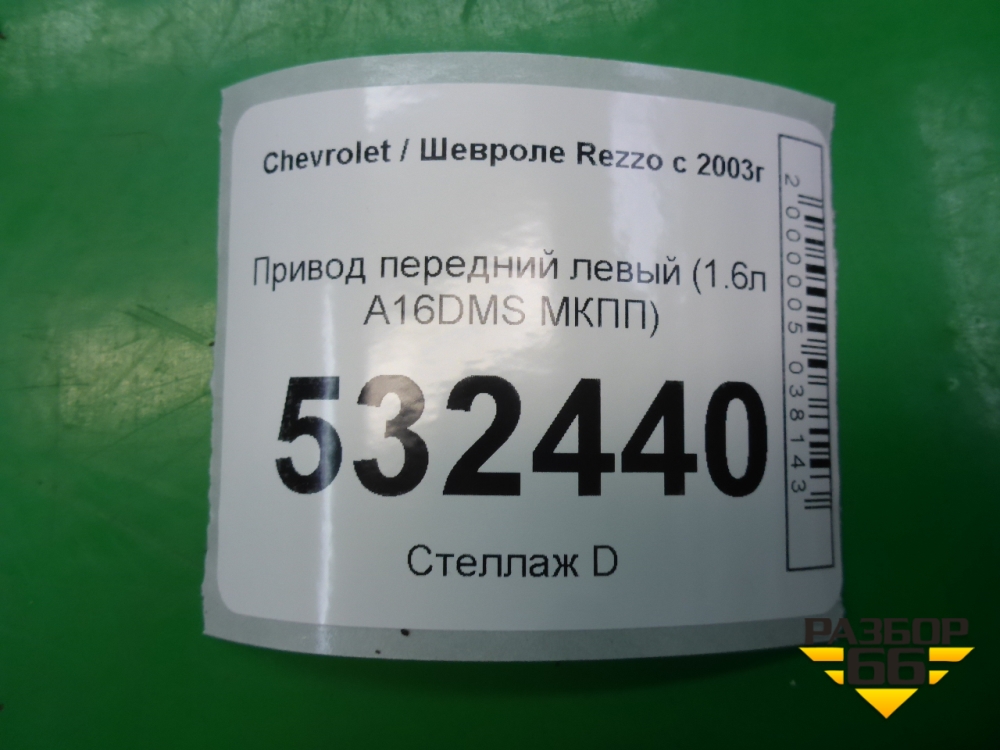 Chevrolet / Шевроле Rezzo с 2003г
Привод передний левый (1.6л
A16DMS МКПП)
532440
Стеллаж D
2000005038143
РАЗБОР
66